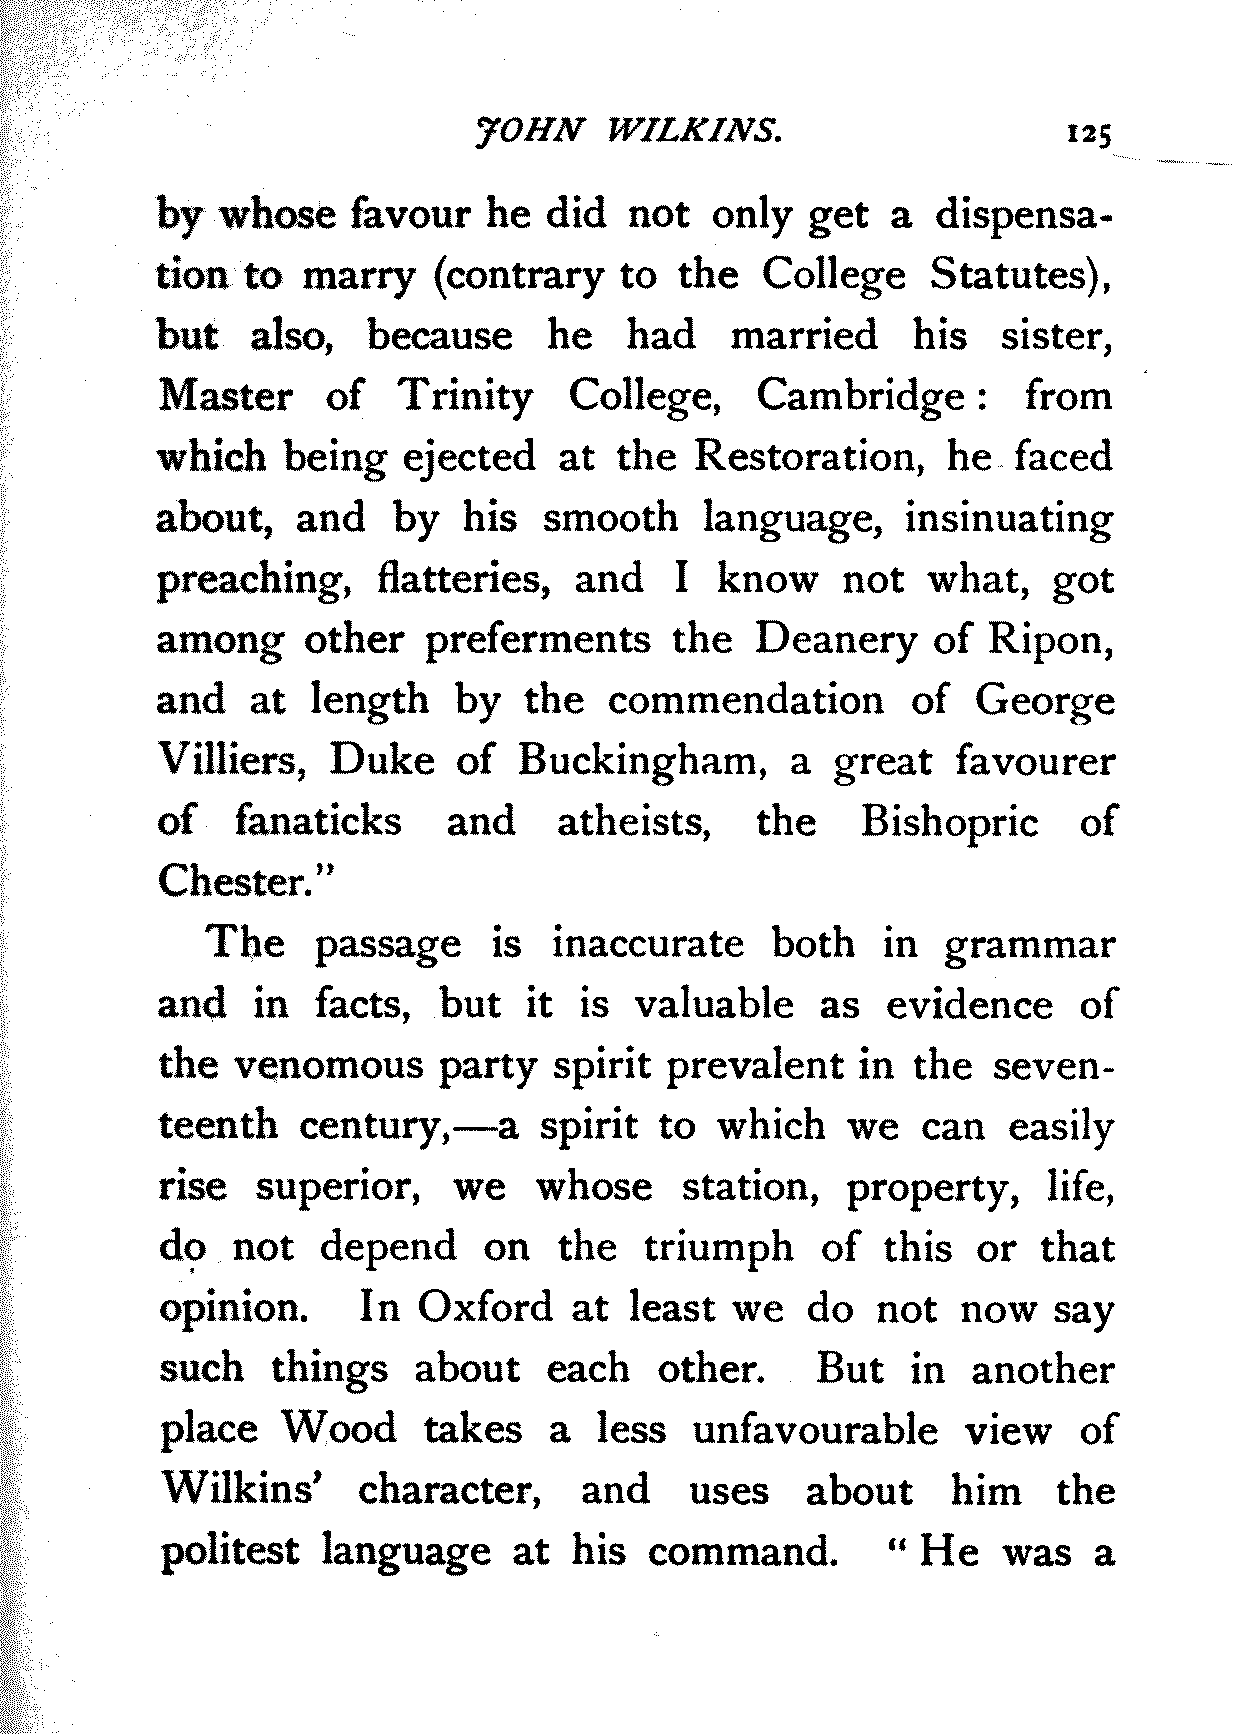 JOHN WILKINS. 125
by whose favour he did not only get a dispensa-
tion to marry (contrary to the College Statutes),
but also, because he had married his sister,
Master of Trinity College, Cambridge : from
which being ejected at the Restoration, he faced
about, and by his smooth language, insinuating
preaching, flatteries, and I know not what, got
among other preferments the Deanery of Ripon,
and at length by the commendation of George
Villiers, Duke of Buckingham, a great favourer
of fanaticks and atheists, the Bishopric of
Chester."
The passage is inaccurate both in grammar
and in facts, but it is valuable as evidence of
the venomous party spirit prevalent in the seven-
teenth century,—a spirit to which we can easily
rise superior, we whose station, property, life,
do not depend on the triumph of this or that
opinion. In Oxford at least we do not now say
such things about each other. But in another
place Wood takes a less unfavourable view of
Wilkins' character, and uses about him the
politest language at his command. " He was a